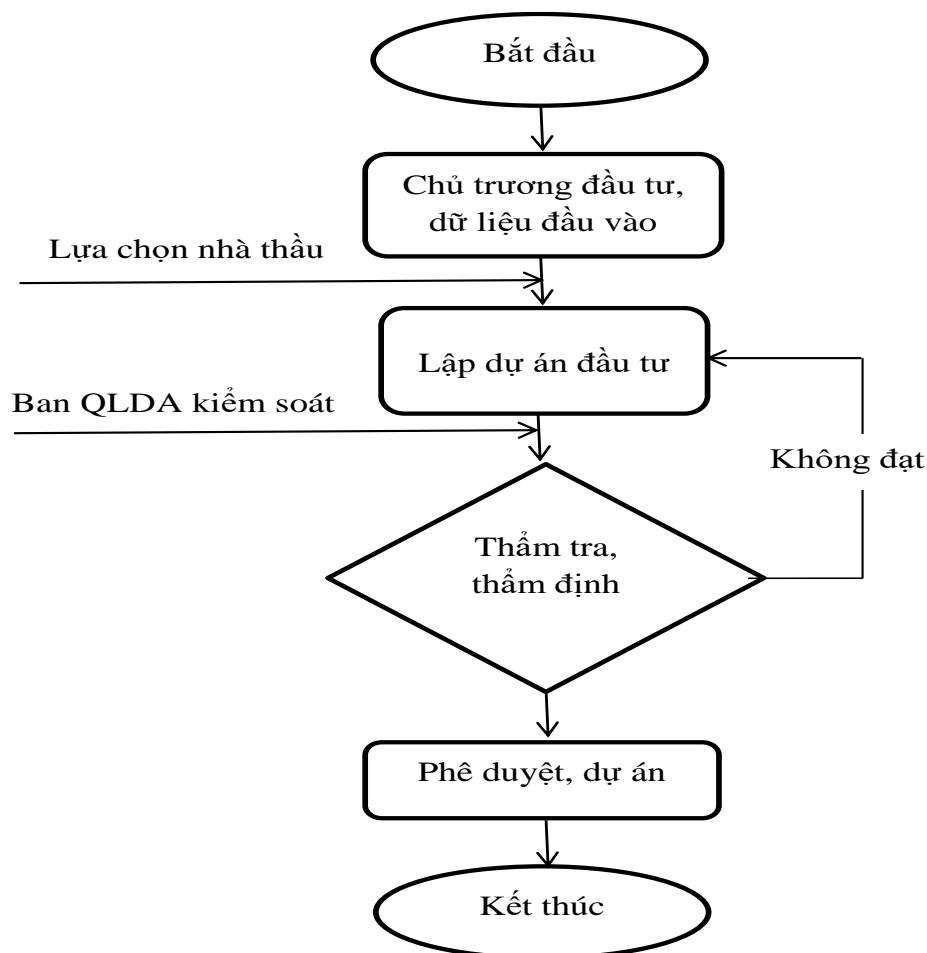 Bắt đầu
Chủ trương đầu tư,
dữ liệu đầu vào
Lựa chọn nhà thầu
Lập dự án đầu tư
Ban QLDA kiểm soát
Không đạt
Thẩm tra,
thẩm định
Phê duyệt, dự án
Kết thúc